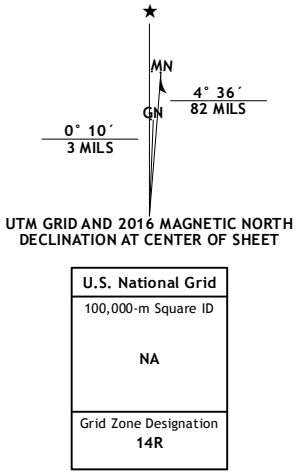 ★
MN
4° 36´
82 MILS
GN
0° 10´
3 MILS
UTM GRID AND 2016 MAGNETIC NORTH
DECLINATION AT CENTER OF SHEET
U.S. National Grid
100,000-m Square ID
NA
Grid Zone Designation
14R